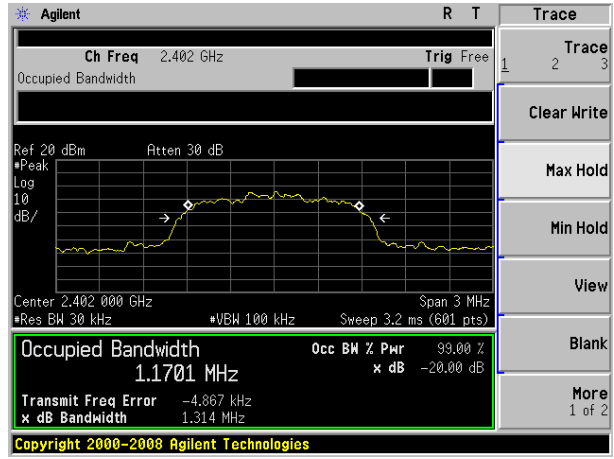 Agilent R T Trace
Ch Freq 2.402 GHz Trig Free
Occupied Bandwidth
Trace
1 2 3
Clear Write
Max Hold
Min Hold
View
Blank
More
1 of 2
Ref 20 dBm Atten 30 dB
#Peak
Log
10
dB/
Center 2.402 000 GHz Span 3 MHz
#Res BW 30 kHz #VBW 100 kHz Sweep 3.2 ms (601 pts)
Occupied Bandwidth Occ BW % Pwr 99.00 %
1.1701 MHz x dB -20.00 dB
Transmit Freq Error -4.867 kHz
x dB Bandwidth 1.314 MHz
Copyright 2000-2008 Agilent Technologies